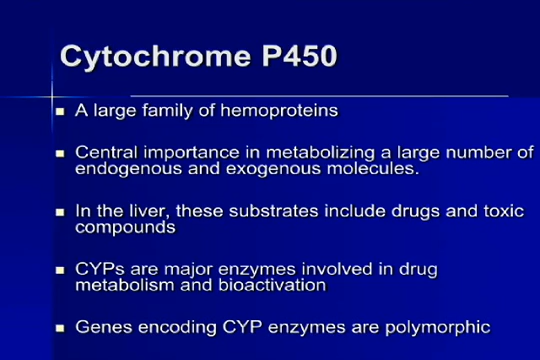 Cytochrome P450
A large family of hemoproteins
Central importance in metabolizing a large number of
endogenous and exogenous molecules.
In the liver, these substrates include drugs and toxic
compounds
CYPs are major enzymes involved in drug
metabolism and bioactivation
Genes encoding CYP enzymes are polymorphic